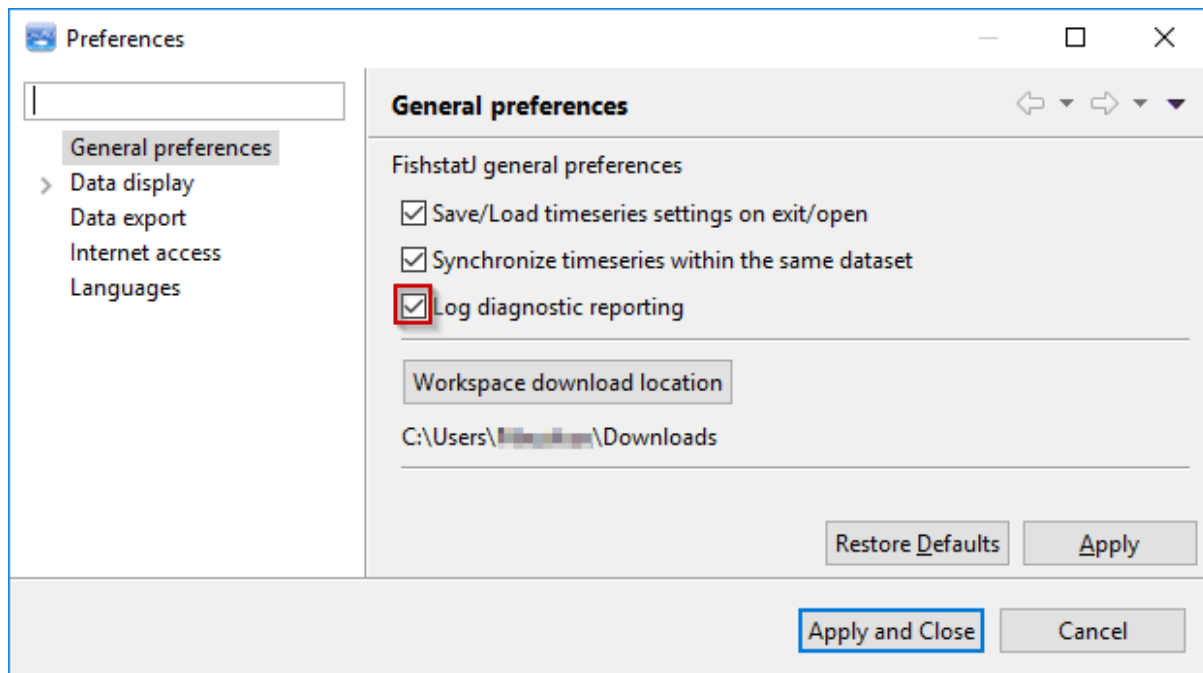 Preferences
General preferences
Data display
Data export
Internet access
Languages
General preferences
FishstatJ general preferences
Save/Load timeseries settings on exit/open
Synchronize timeseries within the same dataset
Log diagnostic reporting
Workspace download location
C:\Users\ \Downloads
Restore Defaults Apply
Apply and Close Cancel